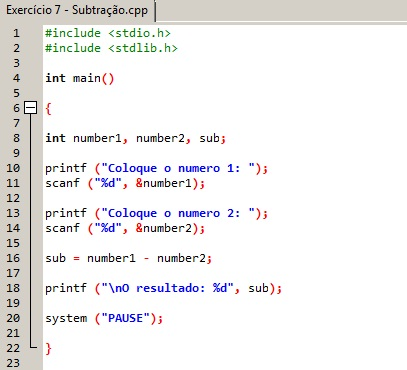 Exercício 7 - Subtração.cpp
1 #include <stdio.h>
2 #include <stdlib.h>
3
4 int main()
5
6 {
7
8 int number1, number2, sub;
9
10 printf ("Coloque o numero 1: ");
11 scanf ("%d", &number1);
12
13 printf ("Coloque o numero 2: ");
14 scanf ("%d", &number2);
15
16 sub = number1 - number2;
17
18 printf ("\nO resultado: %d", sub);
19
20 system ("PAUSE");
21
22 }
23